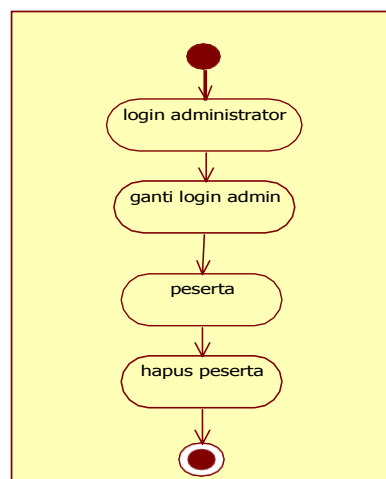 login administrator
ganti login admin
peserta
hapus peserta